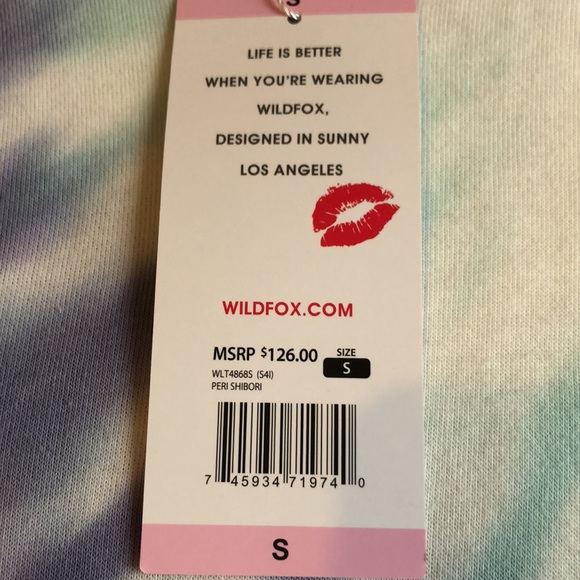 S
LIFE IS BETTER
WHEN YOU'RE WEARING
WILDFOX,
DESIGNED IN SUNNY
LOS ANGELES
WILDFOX.COM
MSRP $126.00 SIZE
WLT4868S (S4I) S
PERI SHIBORI
7 45934 71974 0
S